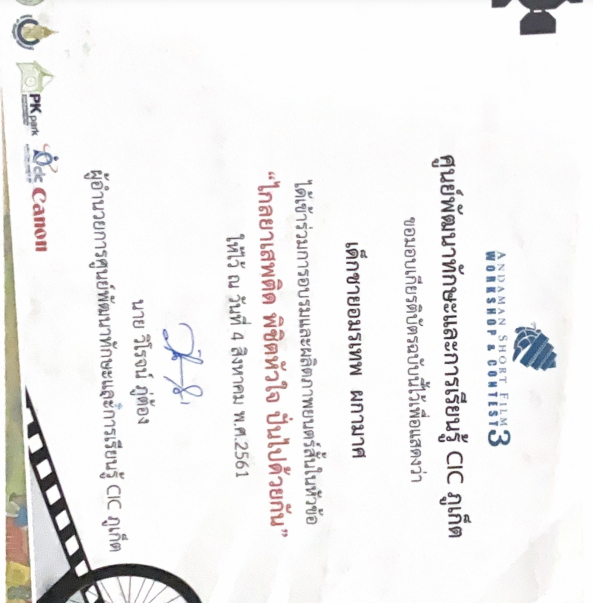 ANDAMAN SHORT FILM
WORKSHOP & CONTEST 3
ศูนย์พัฒนาทักษะและการเรียนรู้ CIC ภูเก็ต
ขอมอบเกียรติบัตรฉบับนี้ไว้เพื่อแสดงว่า
เด็กชายอมรเทพ ผกามาศ
ได้เข้าร่วมการอบรมและผลิตภาพยนตร์สั้นในหัวข้อ
“ไกลยาเสพติด พิชิตหัวใจ ปั่นไปด้วยกัน”
ให้ไว้ ณ วันที่ 4 สิงหาคม พ.ศ.2561
นาย วิโรจน์ ภู่ต้อง
ผู้อำนวยการศูนย์พัฒนาทักษะและการเรียนรู้ CIC ภูเก็ต
PK park cic Canon